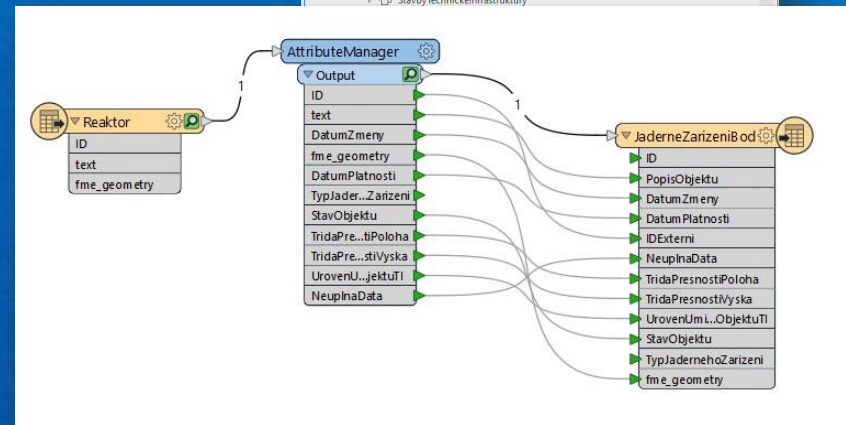 StavbyTechnickeInfrastruktury
AttributeManager
Output
ID
text
DatumZmeny
fme_geometry
DatumPlatnosti
TypJader...Zarizeni
StavObjektu
TridaPre...tiPoloha
TridaPre...stiVyska
UrovenU...jektuTI
NeuplnaData
1
Reaktor
ID
text
fme_geometry
1
JaderneZarizeniBod
ID
PopisObjektu
DatumZmeny
DatumPlatnosti
IDExterni
NeuplnaData
TridaPresnostiPoloha
TridaPresnostiVyska
UrovenUmi...ObjektuTI
StavObjektu
TypJadernehoZarizeni
fme_geometry